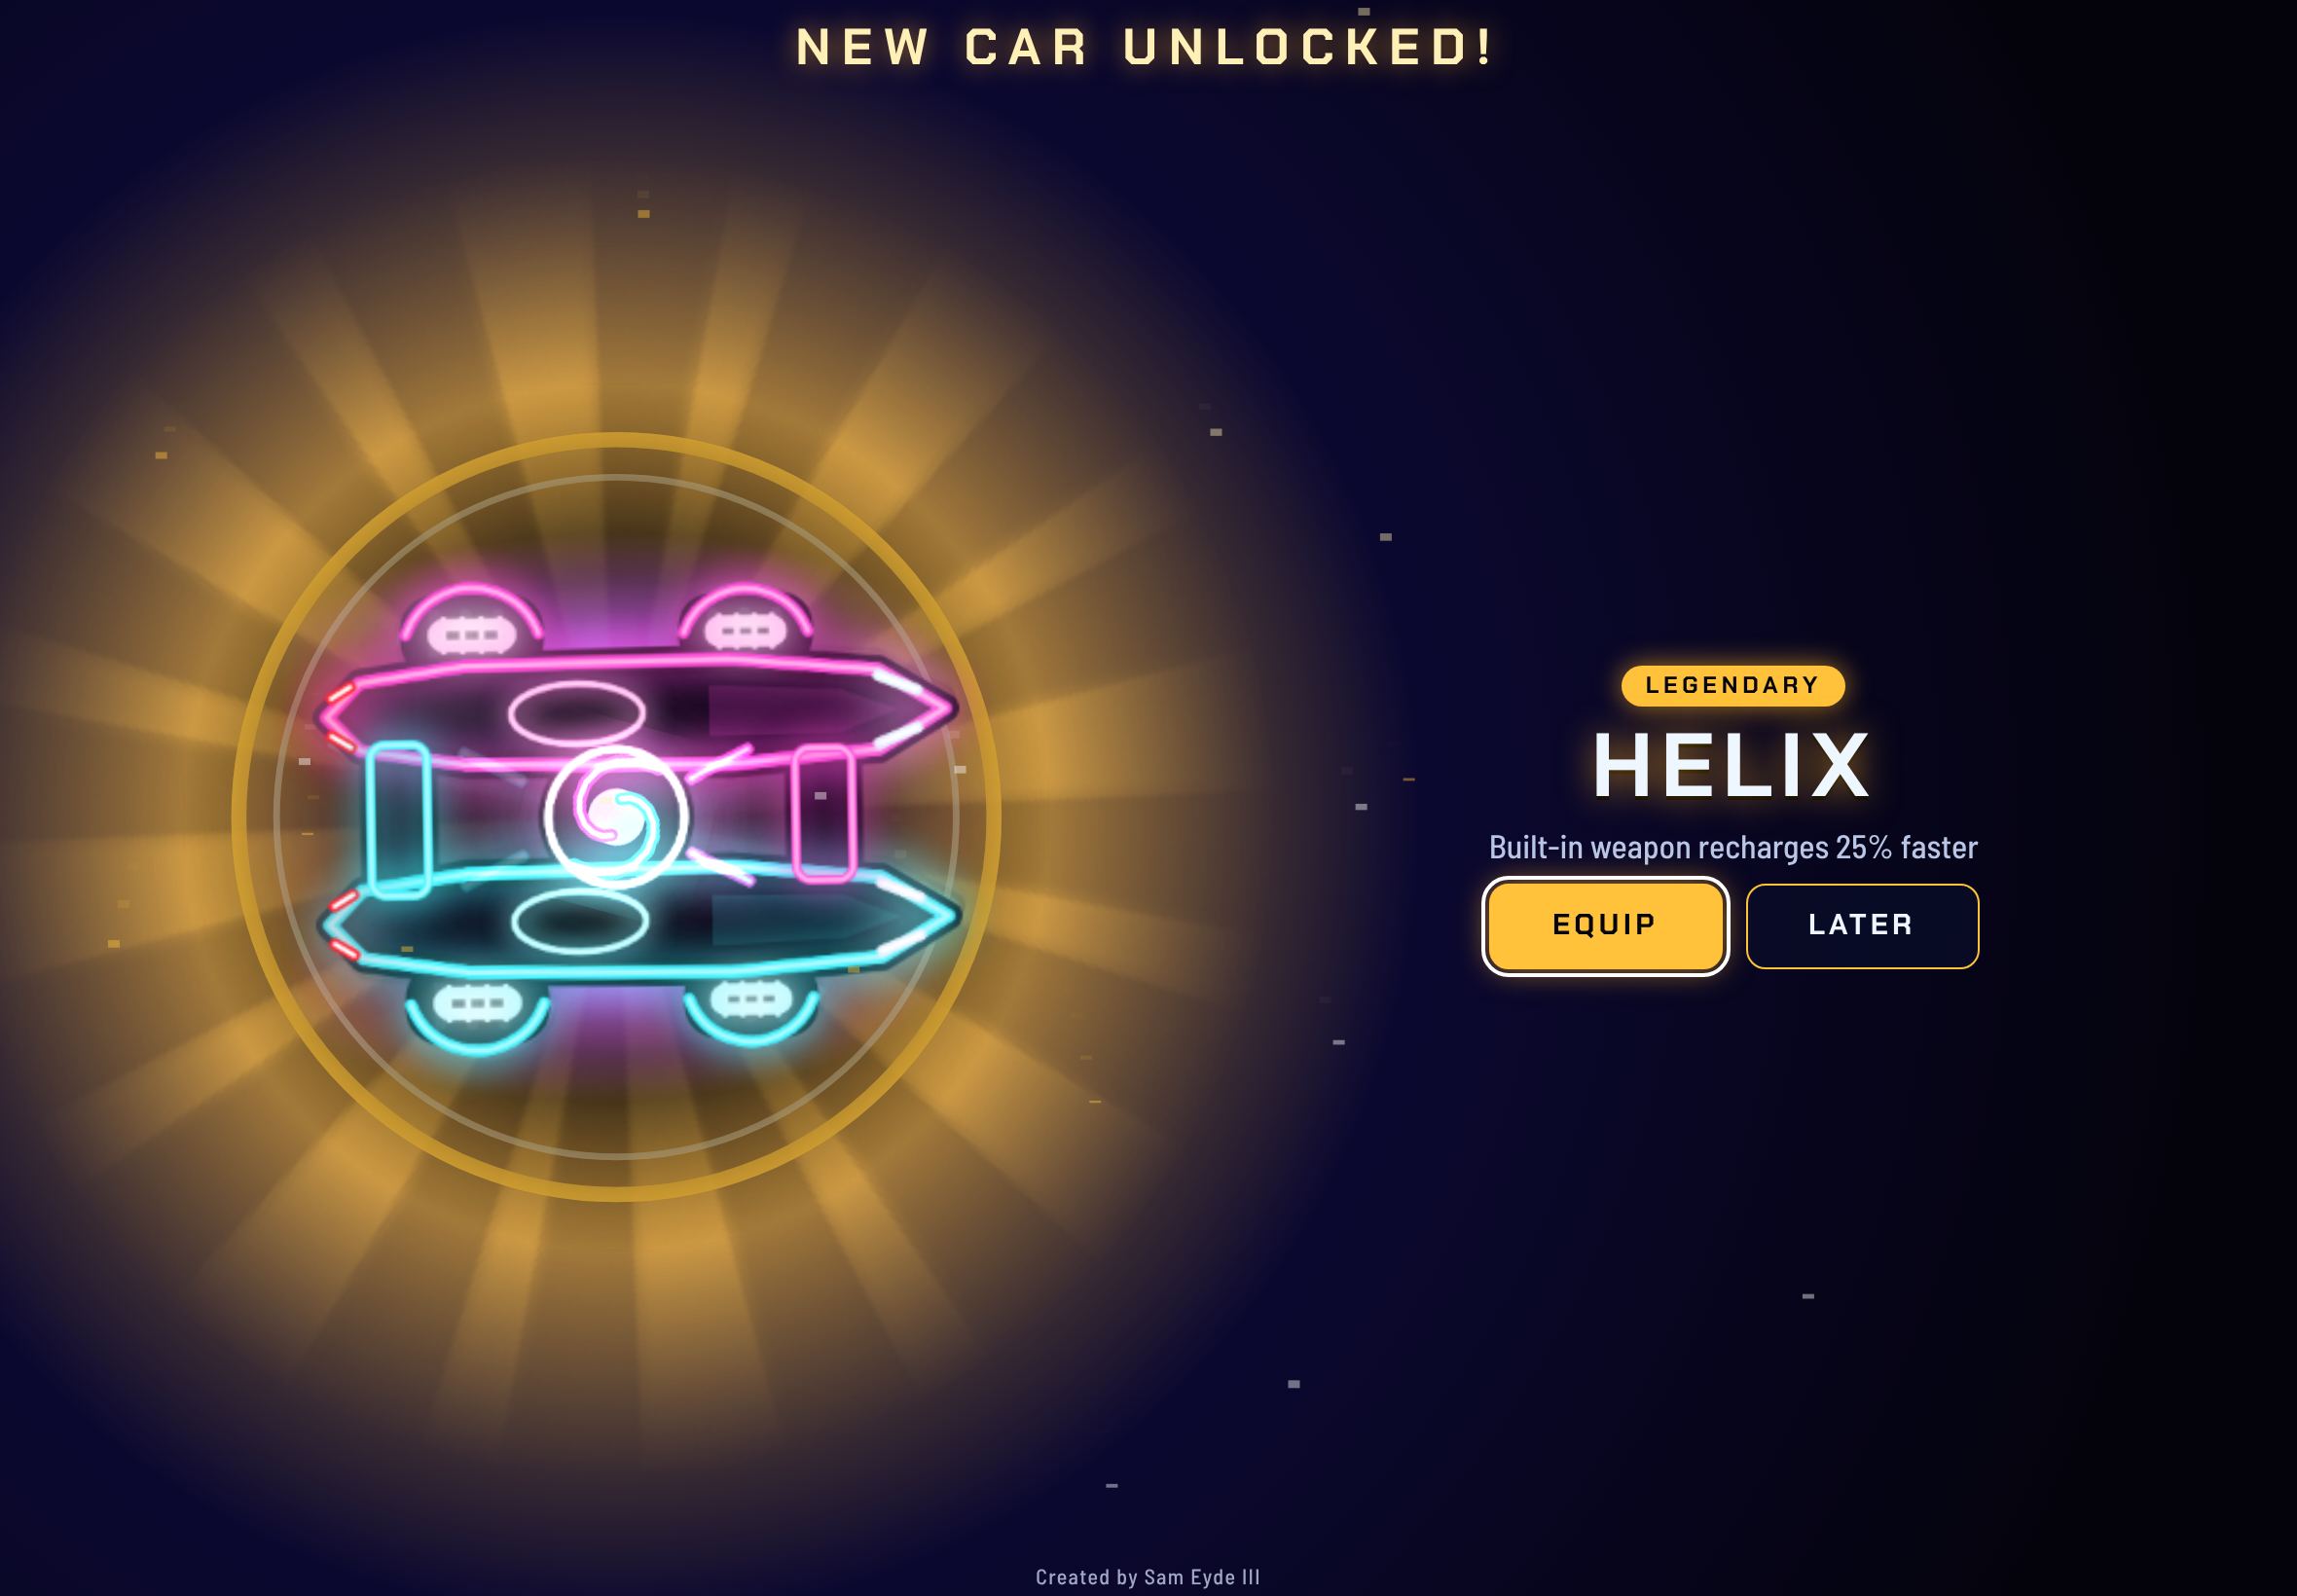 NEW CAR UNLOCKED!
LEGENDARY
HELIX
Built-in weapon recharges 25% faster
EQUIP
LATER
Created by Sam Eyde III